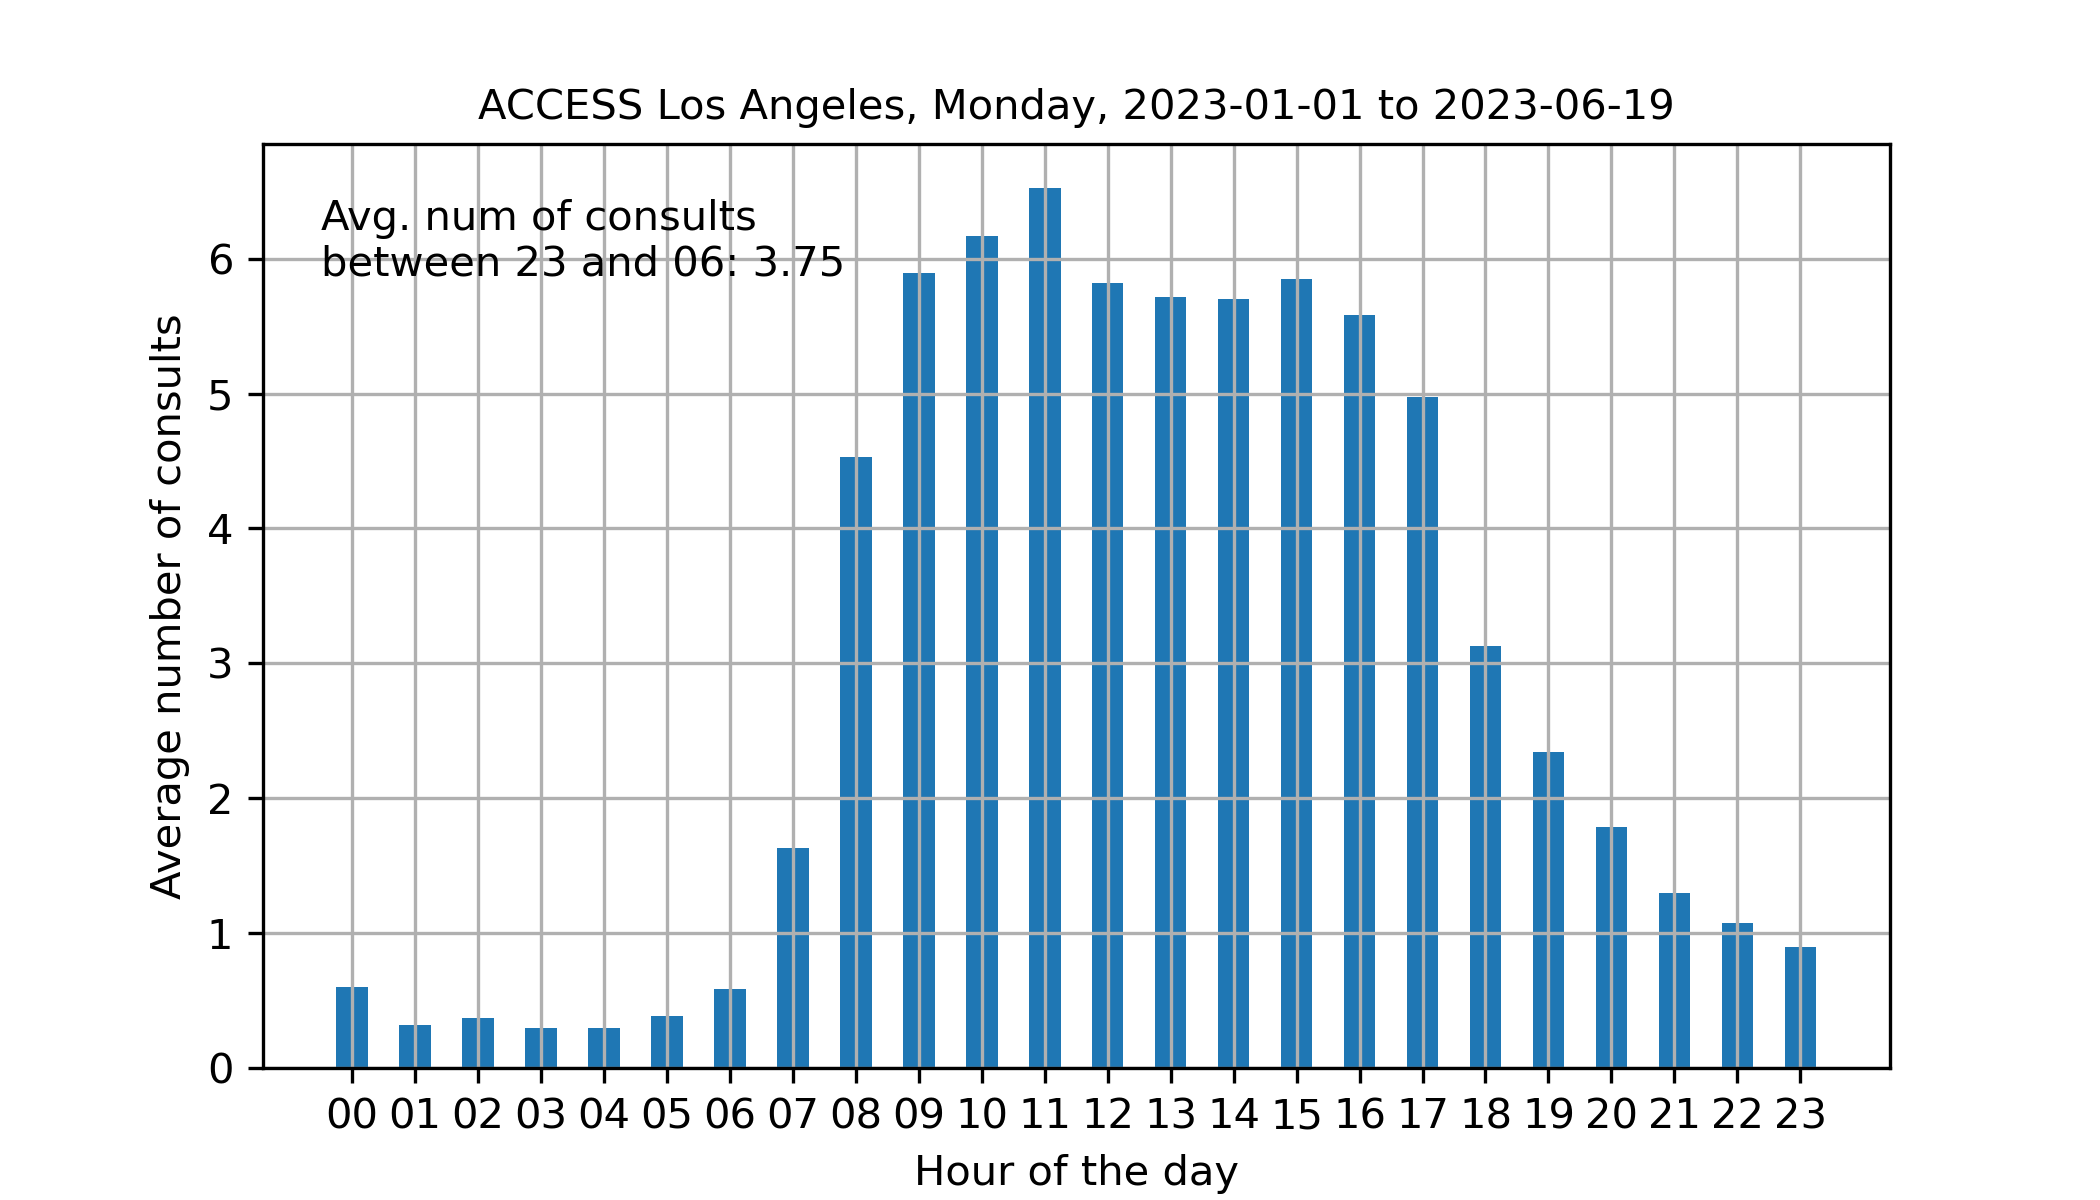 ACCESS Los Angeles, Monday, 2023-01-01 to 2023-06-19
Avg. num of consults
between 23 and 06: 3.75
Average number of consults
6
5
4
3
2
1
0
00 01 02 03 04 05 06 07 08 09 10 11 12 13 14 15 16 17 18 19 20 21 22 23
Hour of the day